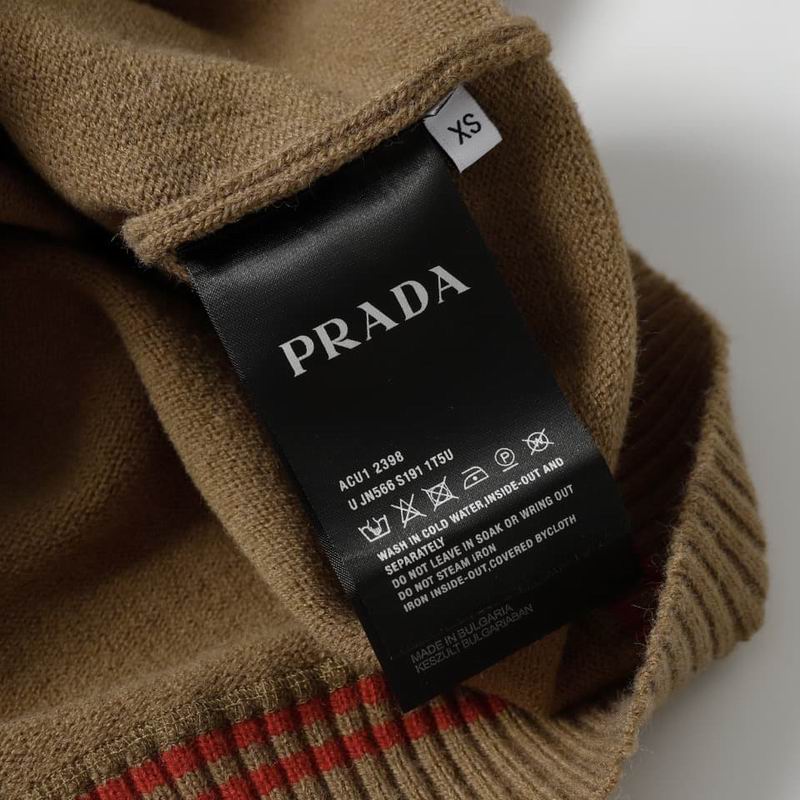 XS
PRADA
ACU1 2398
U JN566 S191 1T5U
WASH IN COLD WATER,INSIDE-OUT AND
SEPARATELY
DO NOT LEAVE IN SOAK OR WRING OUT
DO NOT STEAM IRON
IRON INSIDE-OUT,COVERED BYCLOTH
MADE IN BULGARIA
KESZULT BULGARIABAN